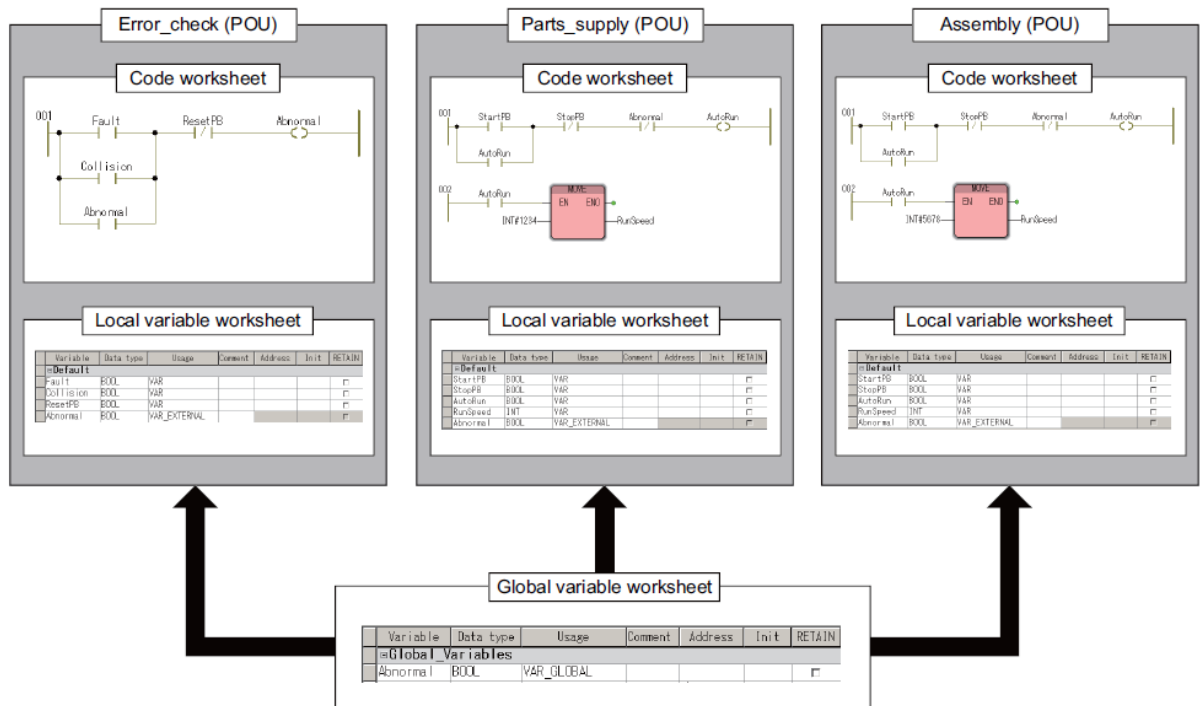 Error_check (POU)
Code worksheet
001
Fault
ResetPB
Abnormal
Collision
Abnormal
Local variable worksheet
Variable Data type Usage Comment Address Init RETAIN
Default
Fault BOOL VAR
Collision BOOL VAR
ResetPB BOOL VAR
Abnormal BOOL VAR_EXTERNAL
Parts_supply (POU)
Code worksheet
001
StartPB
StopPB
Abnormal
AutoRun
AutoRun
002
AutoRun
MOVE
EN ENO
INT#1234
RunSpeed
Local variable worksheet
Variable Data type Usage Comment Address Init RETAIN
Default
StartPB BOOL VAR
StopPB BOOL VAR
AutoRun BOOL VAR
RunSpeed INT VAR
Abnormal BOOL VAR_EXTERNAL
Assembly (POU)
Code worksheet
001
StartPB
StopPB
Abnormal
AutoRun
AutoRun
002
AutoRun
MOVE
EN ENO
INT#5678
RunSpeed
Local variable worksheet
Variable Data type Usage Comment Address Init RETAIN
Default
StartPB BOOL VAR
StopPB BOOL VAR
AutoRun BOOL VAR
RunSpeed INT VAR
Abnormal BOOL VAR_EXTERNAL
Global variable worksheet
Variable Data type Usage Comment Address Init RETAIN
Global_Variables
Abnormal BOOL VAR_GLOBAL